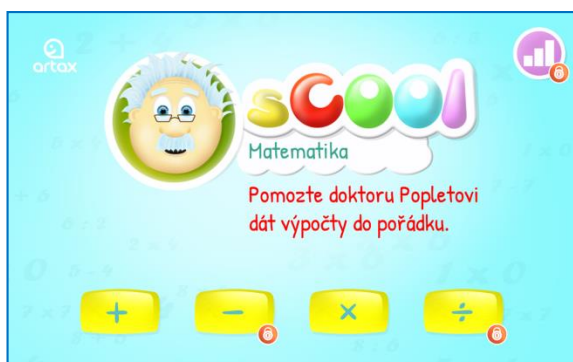 artax
sCOOl
Matematika
Pomozte doktoru Popletovi
dát výpočty do pořádku.
+ − × ÷